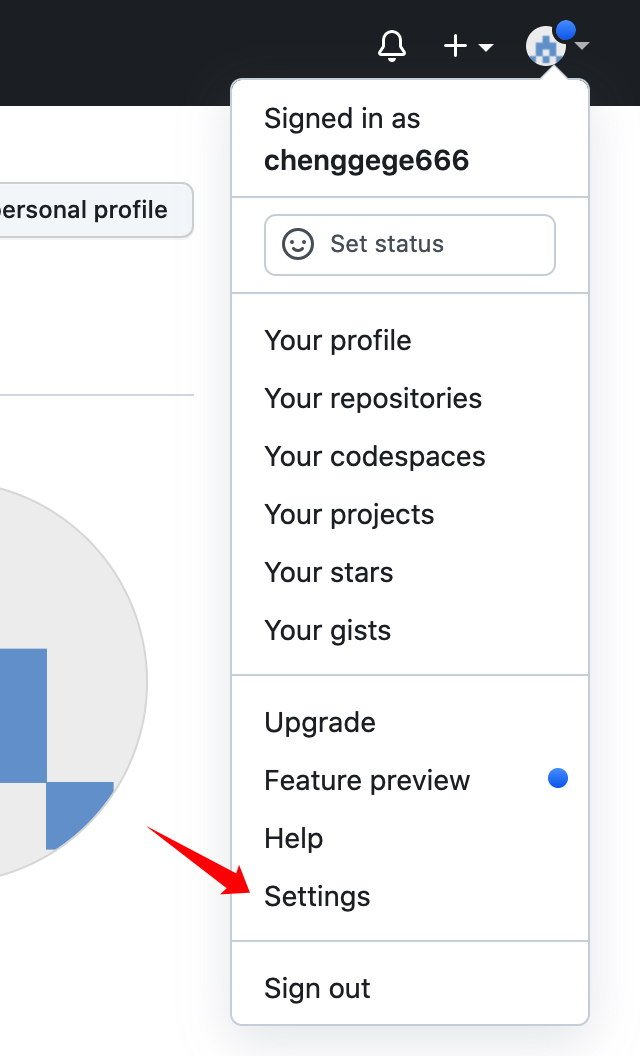 Signed in as
chenggege666
ersonal profile
Set status
Your profile
Your repositories
Your codespaces
Your projects
Your stars
Your gists
Upgrade
Feature preview
Help
Settings
Sign out